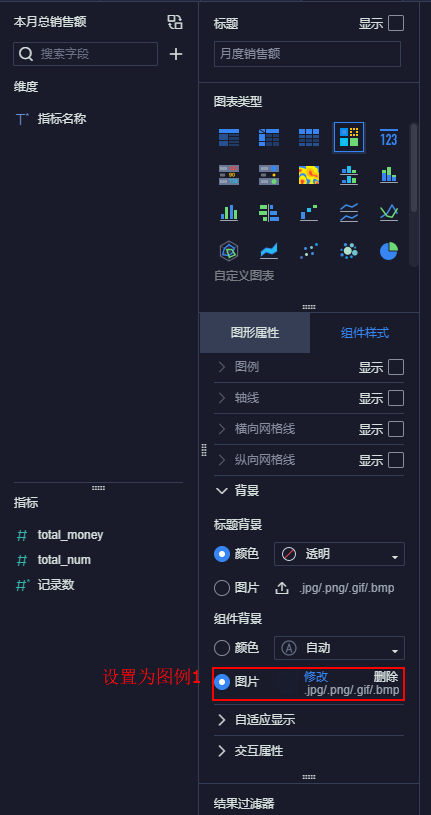 本月总销售额
搜索字段
维度
T* 指标名称
指标
# total_money
# total_num
#* 记录数
标题 显示
月度销售额
图表类型
123
自定义图表
图形属性 组件样式
图例 显示
轴线 显示
横向网格线 显示
纵向网格线 显示
背景
标题背景
颜色 透明
图片 .jpg/.png/.gif/.bmp
组件背景
颜色 A 自动
设置为图例1
图片 修改 删除
.jpg/.png/.gif/.bmp
自适应显示
交互属性
结果过滤器